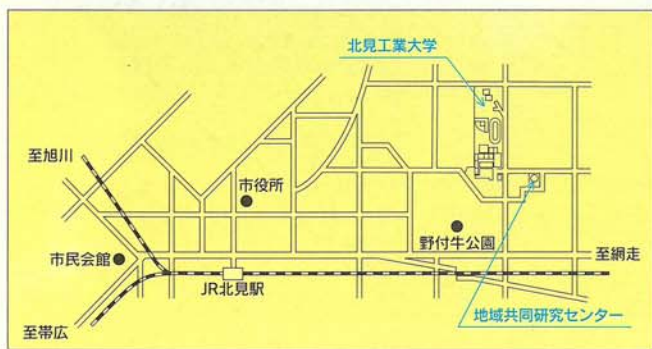 北見工業大学
至旭川
市役所
野付牛公園
市民会館
至網走
JR北見駅
地域共同研究センター
至帯広